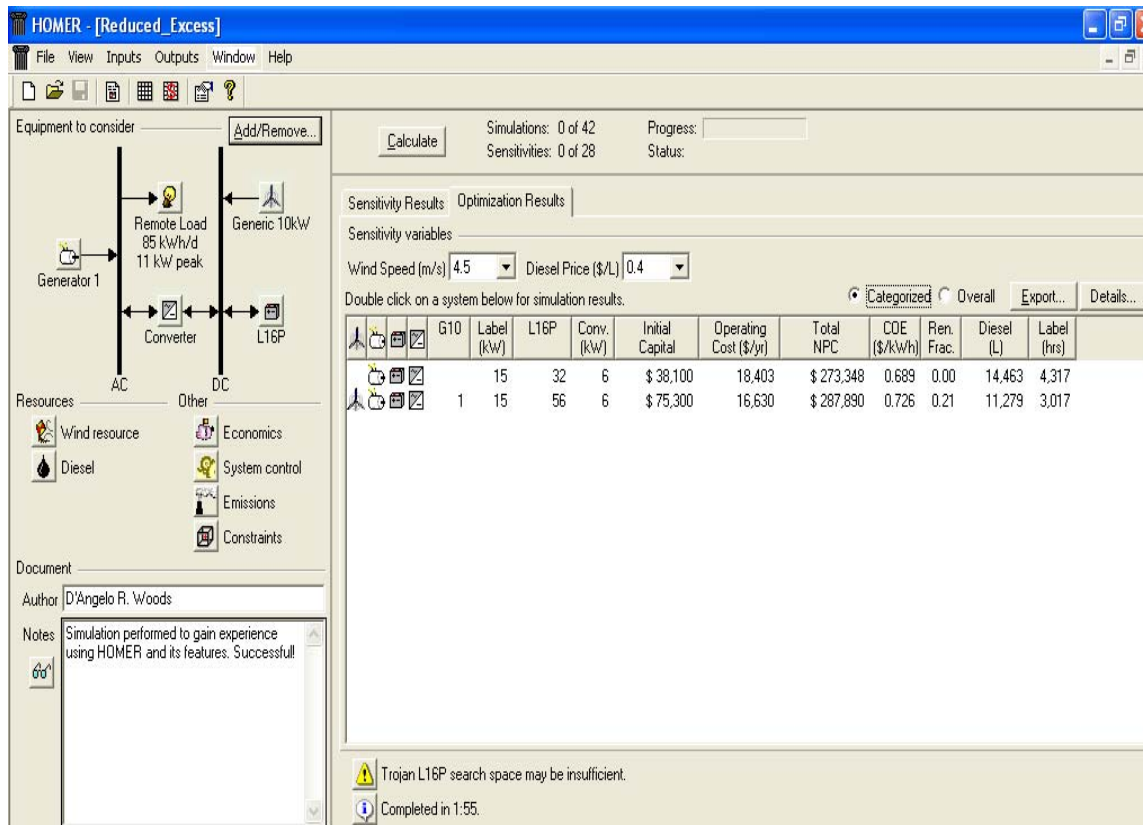 HOMER - [Reduced_Excess]
File View Inputs Outputs Window Help
Equipment to consider
Add/Remove...
Remote Load
85 kWh/d
11 kW peak
Generic 10kW
Generator 1
Converter
L16P
AC
DC
Resources
Other
Wind resource
Economics
Diesel
System control
Emissions
Constraints
Document
Author D'Angelo R. Woods
Notes
Simulation performed to gain experience
using HOMER and its features. Successful!
Calculate
Simulations: 0 of 42
Progress:
Sensitivities: 0 of 28
Status:
Sensitivity Results
Optimization Results
Sensitivity variables
Wind Speed (m/s) 4.5
Diesel Price ($/L) 0.4
Double click on a system below for simulation results.
Categorized
Overall
Export...
Details...
G10 Label (kW) L16P Conv. (kW) Initial Capital Operating Cost ($/yr) Total NPC COE ($/kWh) Ren. Frac. Diesel (L) Label (hrs)
15 32 6 $ 38,100 18,403 $ 273,348 0.689 0.00 14,463 4,317
1 15 56 6 $ 75,300 16,630 $ 287,890 0.726 0.21 11,279 3,017
Trojan L16P search space may be insufficient.
Completed in 1:55.